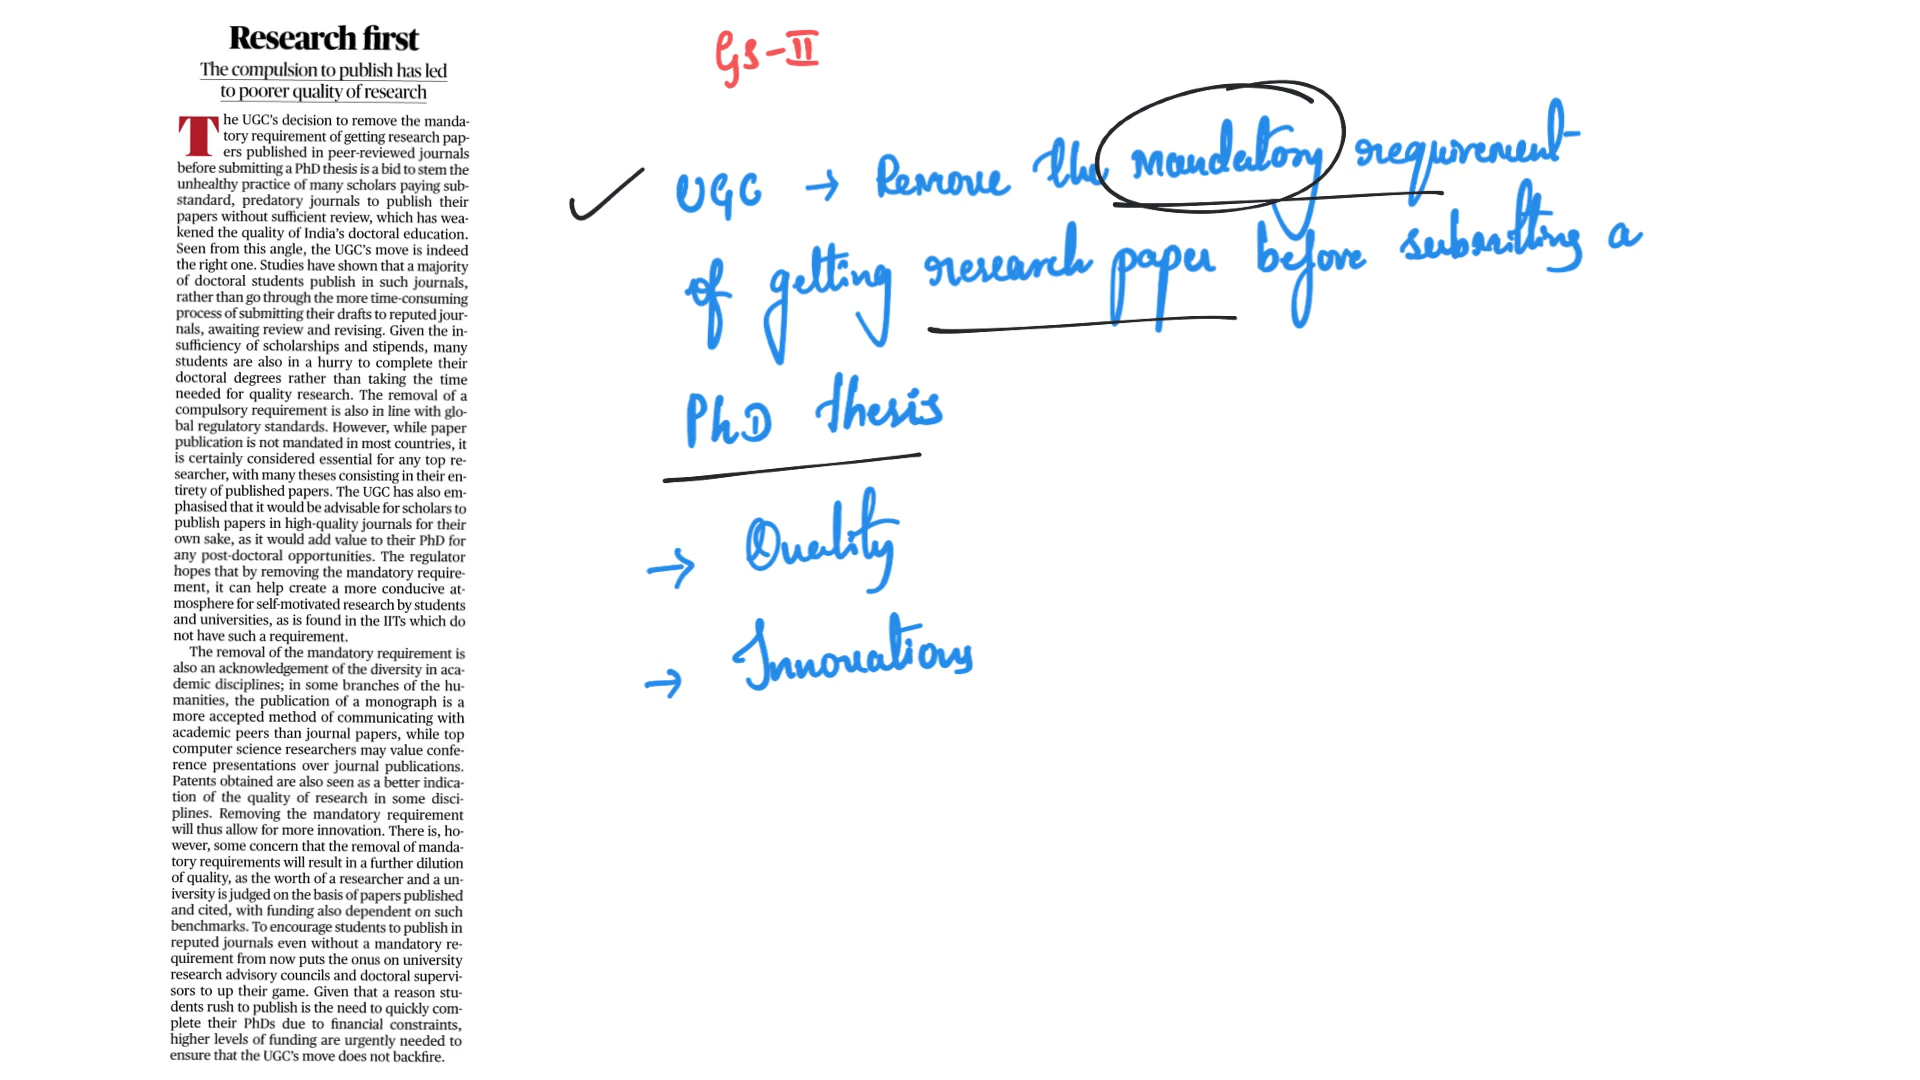 Research first
The compulsion to publish has led
to poorer quality of research
The UGC's decision to remove the manda-
tory requirement of getting research pap-
ers published in peer-reviewed journals
before submitting a PhD thesis is a bid to stem the
unhealthy practice of many scholars paying sub-
standard, predatory journals to publish their
papers without sufficient review, which has wea-
kened the quality of India's doctoral education.
Seen from this angle, the UGC's move is indeed
the right one. Studies have shown that a majority
of doctoral students publish in such journals,
rather than go through the more time-consuming
process of submitting their drafts to reputed jour-
nals, awaiting review and revising. Given the in-
sufficiency of scholarships and stipends, many
students are also in a hurry to complete their
doctoral degrees rather than taking the time
needed for quality research. The removal of a
compulsory requirement is also in line with glo-
bal regulatory standards. However, while paper
publication is not mandated in most countries, it
is certainly considered essential for any top re-
searcher, with many theses consisting in their en-
tirety of published papers. The UGC has also em-
phasised that it would be advisable for scholars to
publish papers in high-quality journals for their
own sake, as it would add value to their PhD for
any post-doctoral opportunities. The regulator
hopes that by removing the mandatory require-
ment, it can help create a more conducive at-
mosphere for self-motivated research by students
and universities, as is found in the IITs which do
not have such a requirement.
The removal of the mandatory requirement is
also an acknowledgement of the diversity in aca-
demic disciplines; in some branches of the hu-
manities, the publication of a monograph is a
more accepted method of communicating with
academic peers than journal papers, while top
computer science researchers may value confe-
rence presentations over journal publications.
Patents obtained are also seen as a better indica-
tion of the quality of research in some disci-
plines. Removing the mandatory requirement
will thus allow for more innovation. There is, ho-
wever, some concern that the removal of manda-
tory requirements will result in a further dilution
of quality, as the worth of a researcher and a un-
iversity is judged on the basis of papers published
and cited, with funding also dependent on such
benchmarks. To encourage students to publish in
reputed journals even without a mandatory re-
quirement from now puts the onus on university
research advisory councils and doctoral supervi-
sors to up their game. Given that a reason stu-
dents rush to publish is the need to quickly com-
plete their PhDs due to financial constraints,
higher levels of funding are urgently needed to
ensure that the UGC's move does not backfire.
GS-II
UGC → Remove the mandatory requirement
of getting research paper before submitting a
PhD thesis
→ Quality
→ Innovations